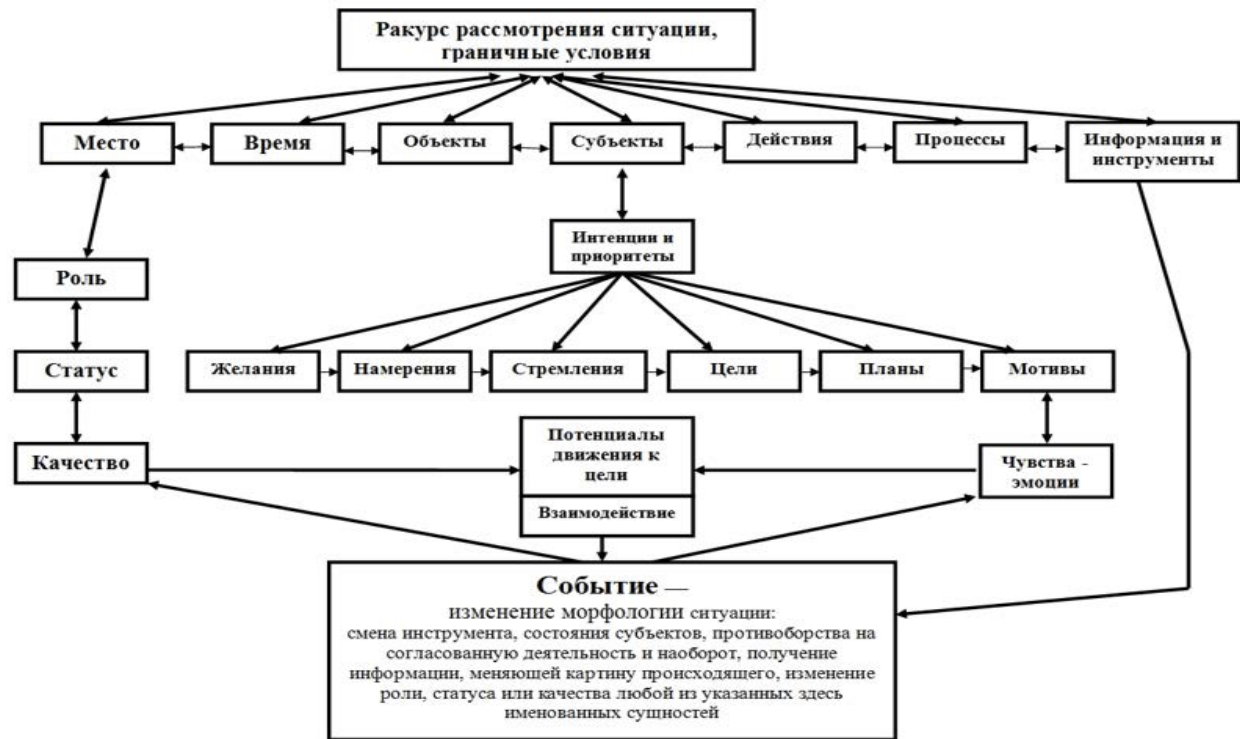 Ракурс рассмотрения ситуации,
граничные условия
Место
Время
Объекты
Субъекты
Действия
Процессы
Информация и
инструменты
Интенции и
приоритеты
Роль
Статус
Желания
Намерения
Стремления
Цели
Планы
Мотивы
Качество
Потенциалы
движения к
цели
Взаимодействие
Чувства -
эмоции
Событие —
изменение морфологии ситуации:
смена инструмента, состояния субъектов, противоборства на
согласованную деятельность и наоборот, получение
информации, меняющей картину происходящего, изменение
роли, статуса или качества любой из указанных здесь
именованных сущностей